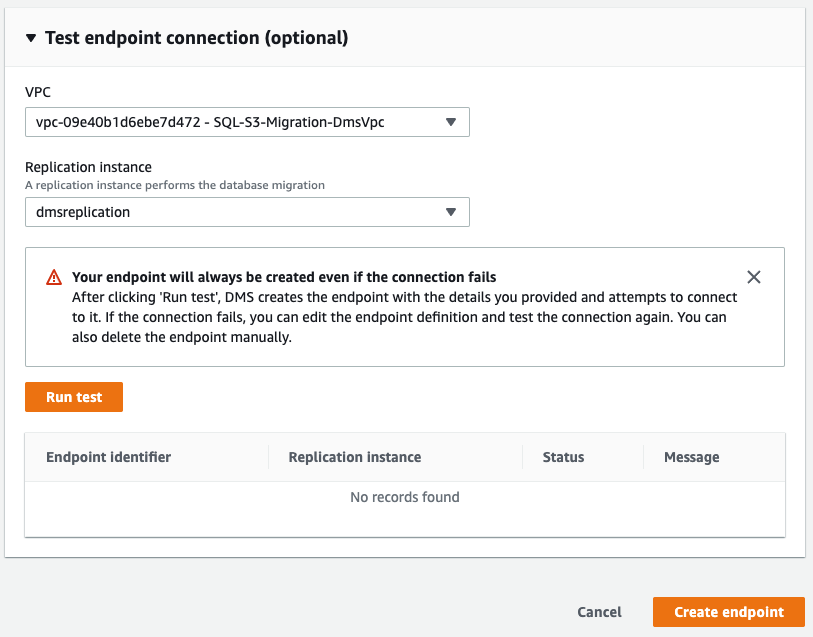 Test endpoint connection (optional)
VPC
vpc-09e40b1d6ebe7d472 - SQL-S3-Migration-DmsVpc
Replication instance
A replication instance performs the database migration
dmsreplication
Your endpoint will always be created even if the connection fails
After clicking 'Run test', DMS creates the endpoint with the details you provided and attempts to connect
to it. If the connection fails, you can edit the endpoint definition and test the connection again. You can
also delete the endpoint manually.
Run test
Endpoint identifier Replication instance Status Message
No records found
Cancel Create endpoint